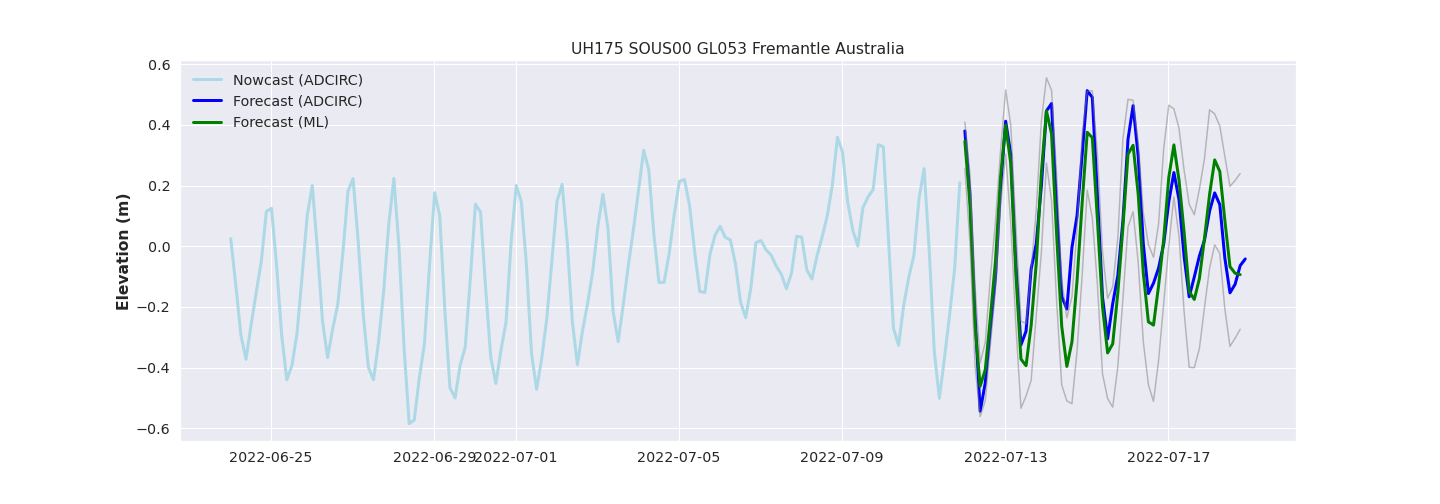 UH175 SOUS00 GL053 Fremantle Australia
0.6
0.4
0.2
0.0
−0.2
−0.4
−0.6
Elevation (m)
Nowcast (ADCIRC)
Forecast (ADCIRC)
Forecast (ML)
2022-06-25 2022-06-29 2022-07-01 2022-07-05 2022-07-09 2022-07-13 2022-07-17